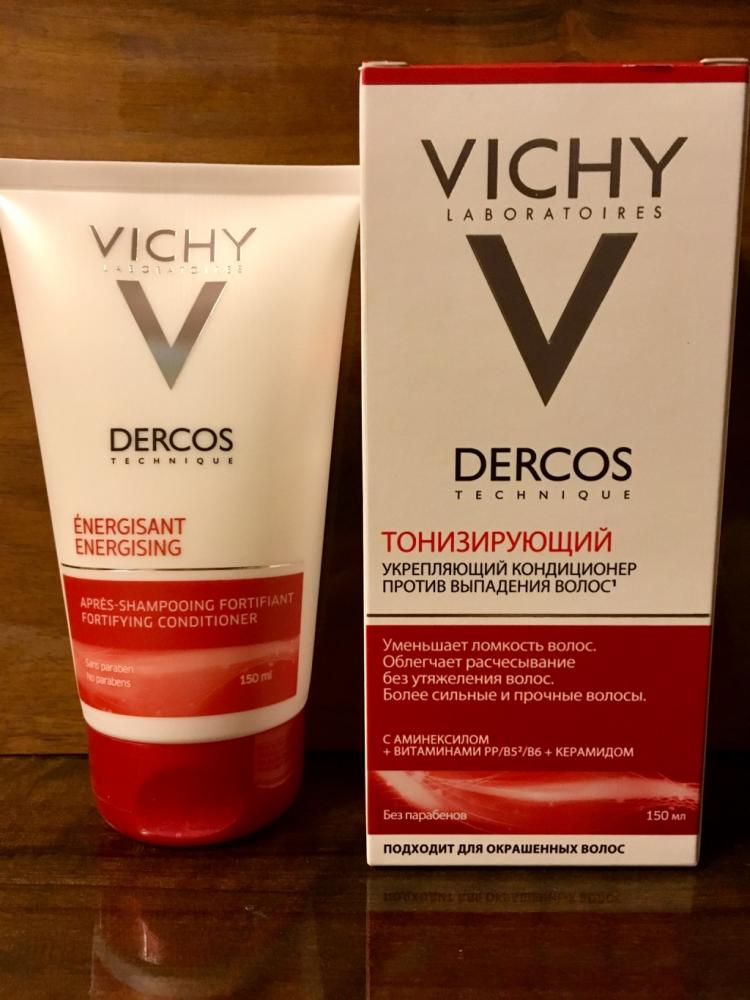 VICHY
LABORATOIRES
V
DERCOS
TECHNIQUE
ÉNERGISANT
ENERGISING
APRÈS-SHAMPOOING FORTIFIANT
FORTIFYING CONDITIONER
Sans paraben
No parabens
150 ml
VICHY
LABORATOIRES
V
DERCOS
TECHNIQUE
ТОНИЗИРУЮЩИЙ
УКРЕПЛЯЮЩИЙ КОНДИЦИОНЕР
ПРОТИВ ВЫПАДЕНИЯ ВОЛОС¹
Уменьшает ломкость волос.
Облегчает расчесывание
без утяжеления волос.
Более сильные и прочные волосы.
С АМИНЕКСИЛОМ
+ ВИТАМИНАМИ PP/B5²/B6 + КЕРАМИДОМ
Без парабенов
150 мл
ПОДХОДИТ ДЛЯ ОКРАШЕННЫХ ВОЛОС